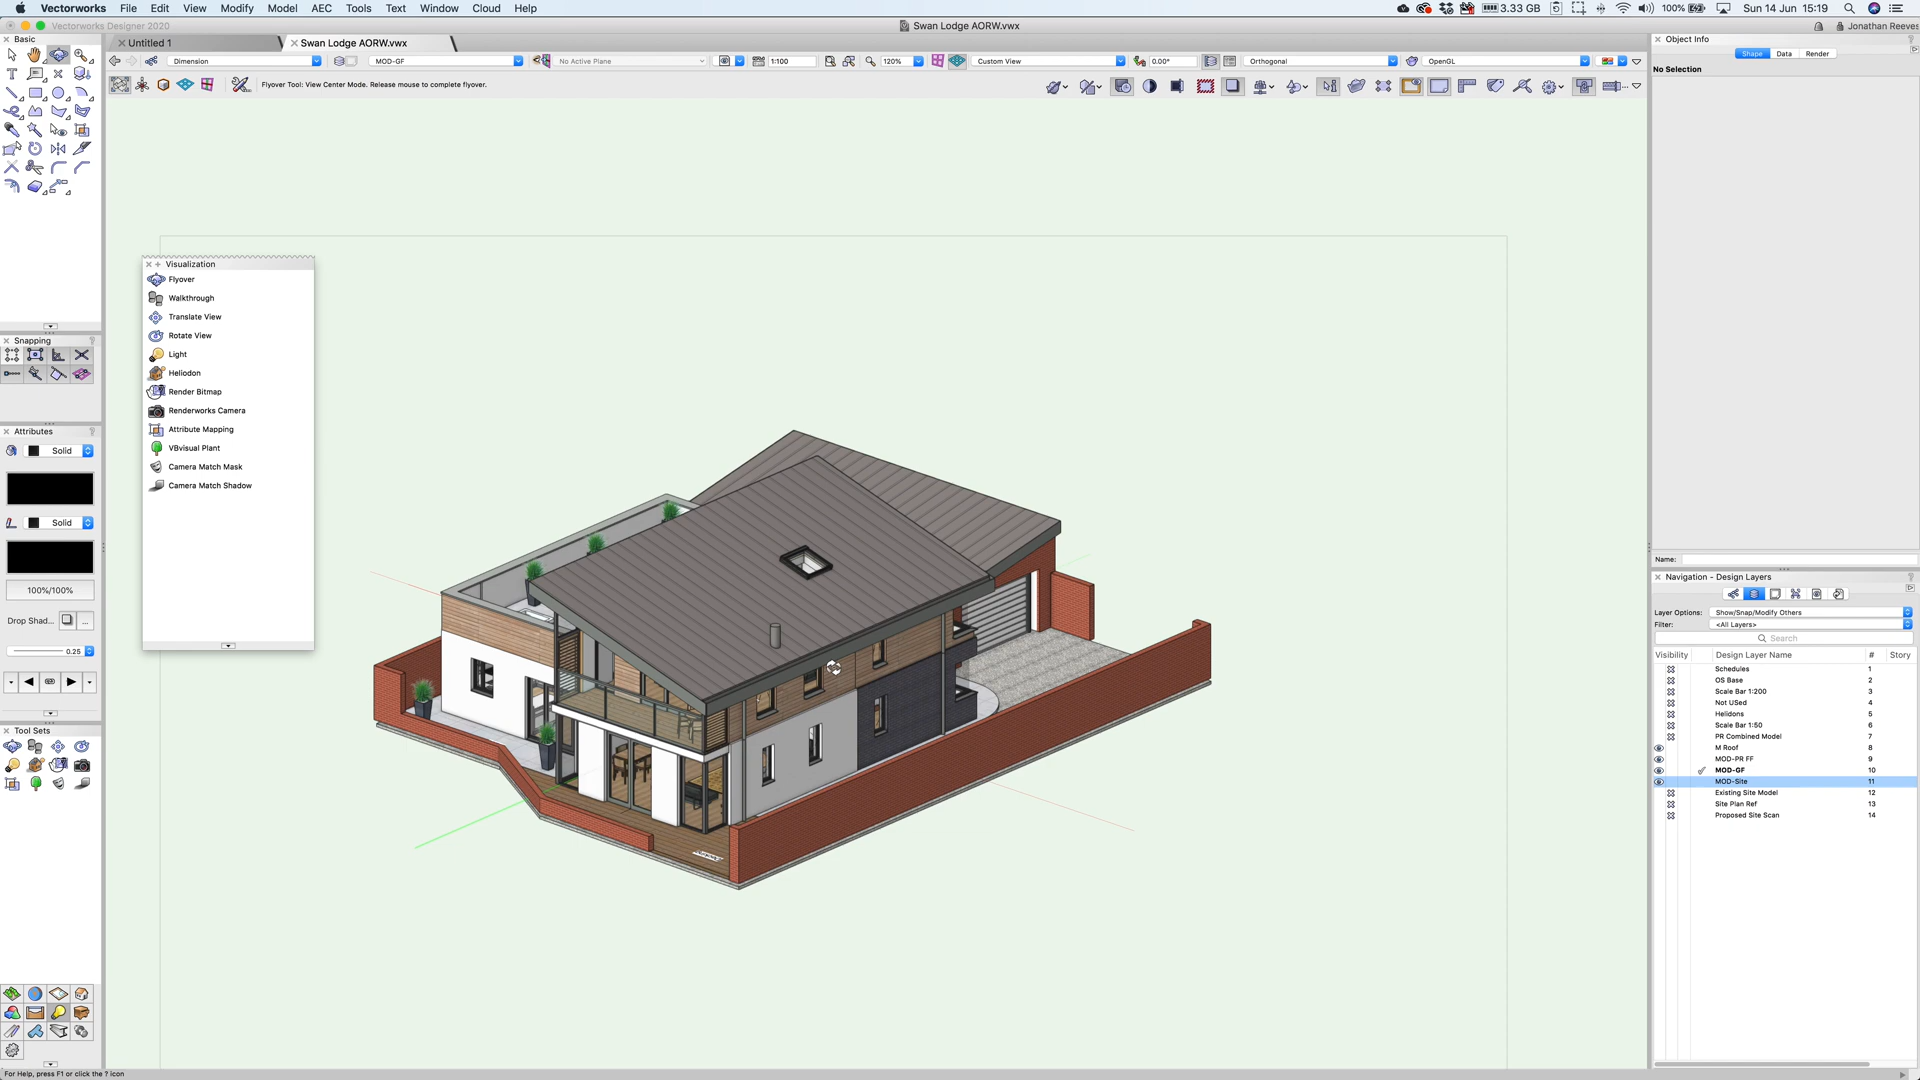 Vectorworks File Edit View Modify Model AEC Tools Text Window Cloud Help 3.33 GB 100% Sun 14 Jun 15:19 Jonathan Reeves
Vectorworks Designer 2020 Swan Lodge AORW.vwx
Untitled 1 Swan Lodge AORW.vwx
Basic
Dimension MOD-GF No Active Plane 1:100 120% Custom View 0.00° Orthogonal OpenGL
Flyover Tool: View Center Mode. Release mouse to complete flyover.
Visualization
Flyover
Walkthrough
Translate View
Rotate View
Light
Heliodon
Render Bitmap
Renderworks Camera
Attribute Mapping
VBvisual Plant
Camera Match Mask
Camera Match Shadow
Snapping
Attributes
Solid
Solid
100%/100%
Drop Shad... ...
0.25
Tool Sets
For Help, press F1 or click the ? icon
Object Info
Shape Data Render
No Selection
Name:
Navigation - Design Layers
Layer Options: Show/Snap/Modify Others
Filter: <All Layers>
Search
Visibility Design Layer Name # Story
Schedules 1
OS Base 2
Scale Bar 1:200 3
Not USed 4
Helidons 5
Scale Bar 1:50 6
PR Combined Model 7
M Roof 8
MOD-PR FF 9
MOD-GF 10
MOD-Site 11
Existing Site Model 12
Site Plan Ref 13
Proposed Site Scan 14